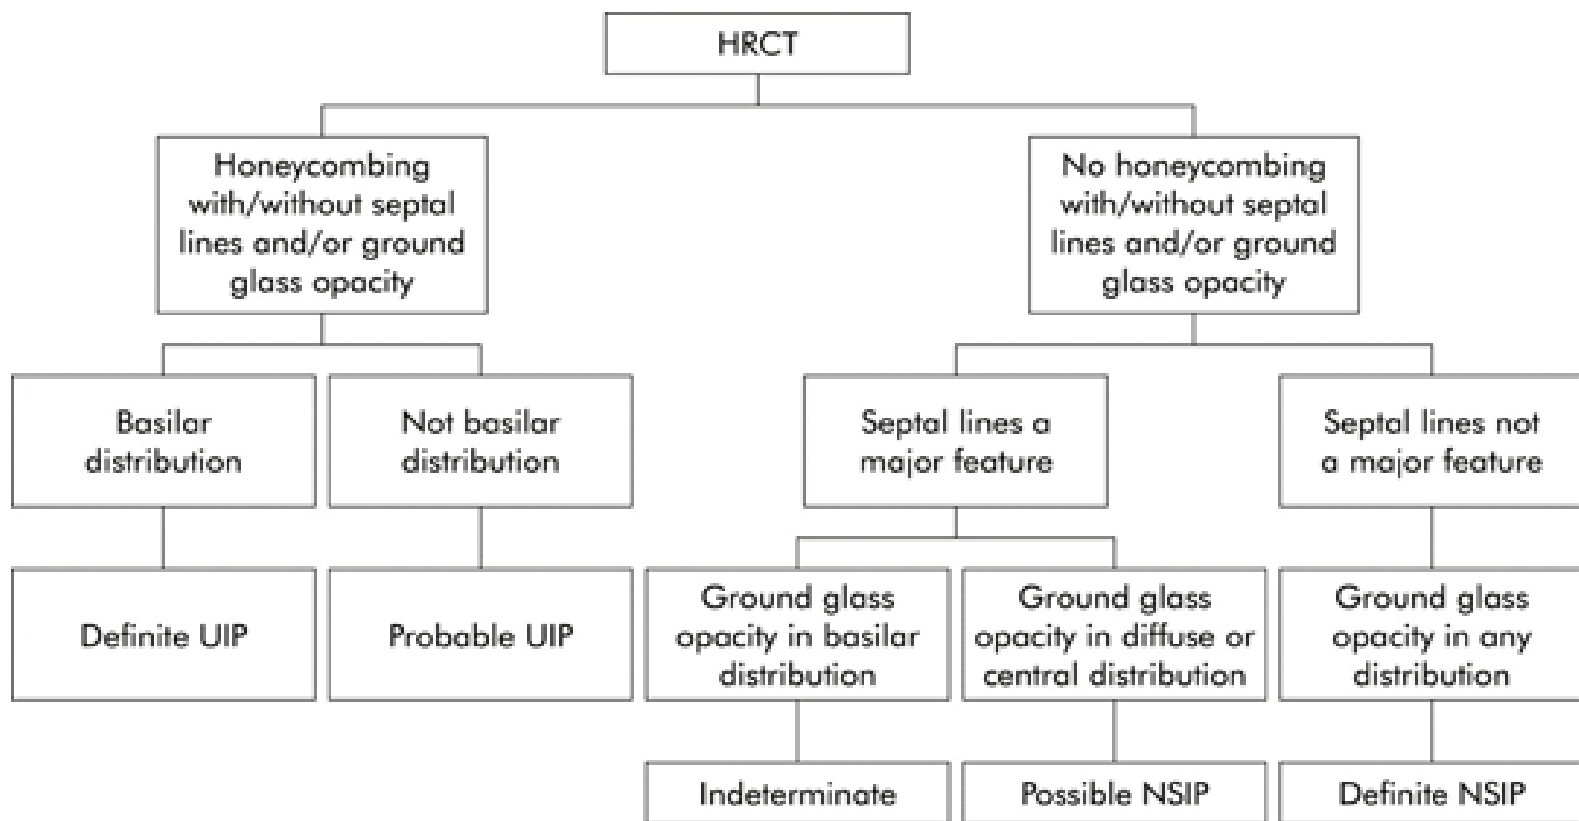 HRCT
Honeycombing
with/without septal
lines and/or ground
glass opacity
No honeycombing
with/without septal
lines and/or ground
glass opacity
Basilar
distribution
Not basilar
distribution
Septal lines a
major feature
Septal lines not
a major feature
Definite UIP
Probable UIP
Ground glass
opacity in basilar
distribution
Ground glass
opacity in diffuse or
central distribution
Ground glass
opacity in any
distribution
Indeterminate
Possible NSIP
Definite NSIP